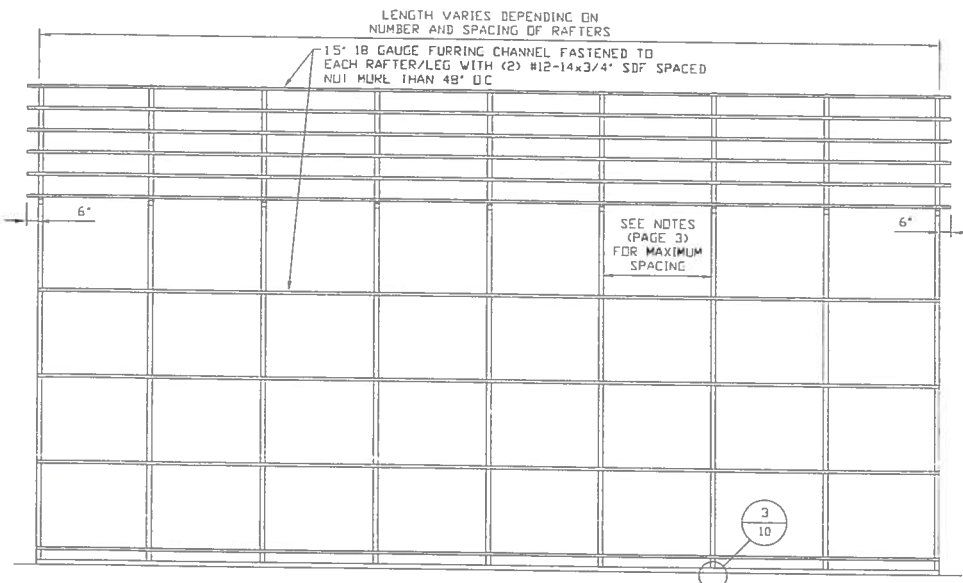 LENGTH VARIES DEPENDING ON
NUMBER AND SPACING OF RAFTERS
1.5" 18 GAUGE FURRING CHANNEL FASTENED TO
EACH RAFTER/LEG WITH (2) #12-14x3/4" SDF SPACED
NOT MORE THAN 48" OC
6"
6"
SEE NOTES
(PAGE 3)
FOR MAXIMUM
SPACING
3
10